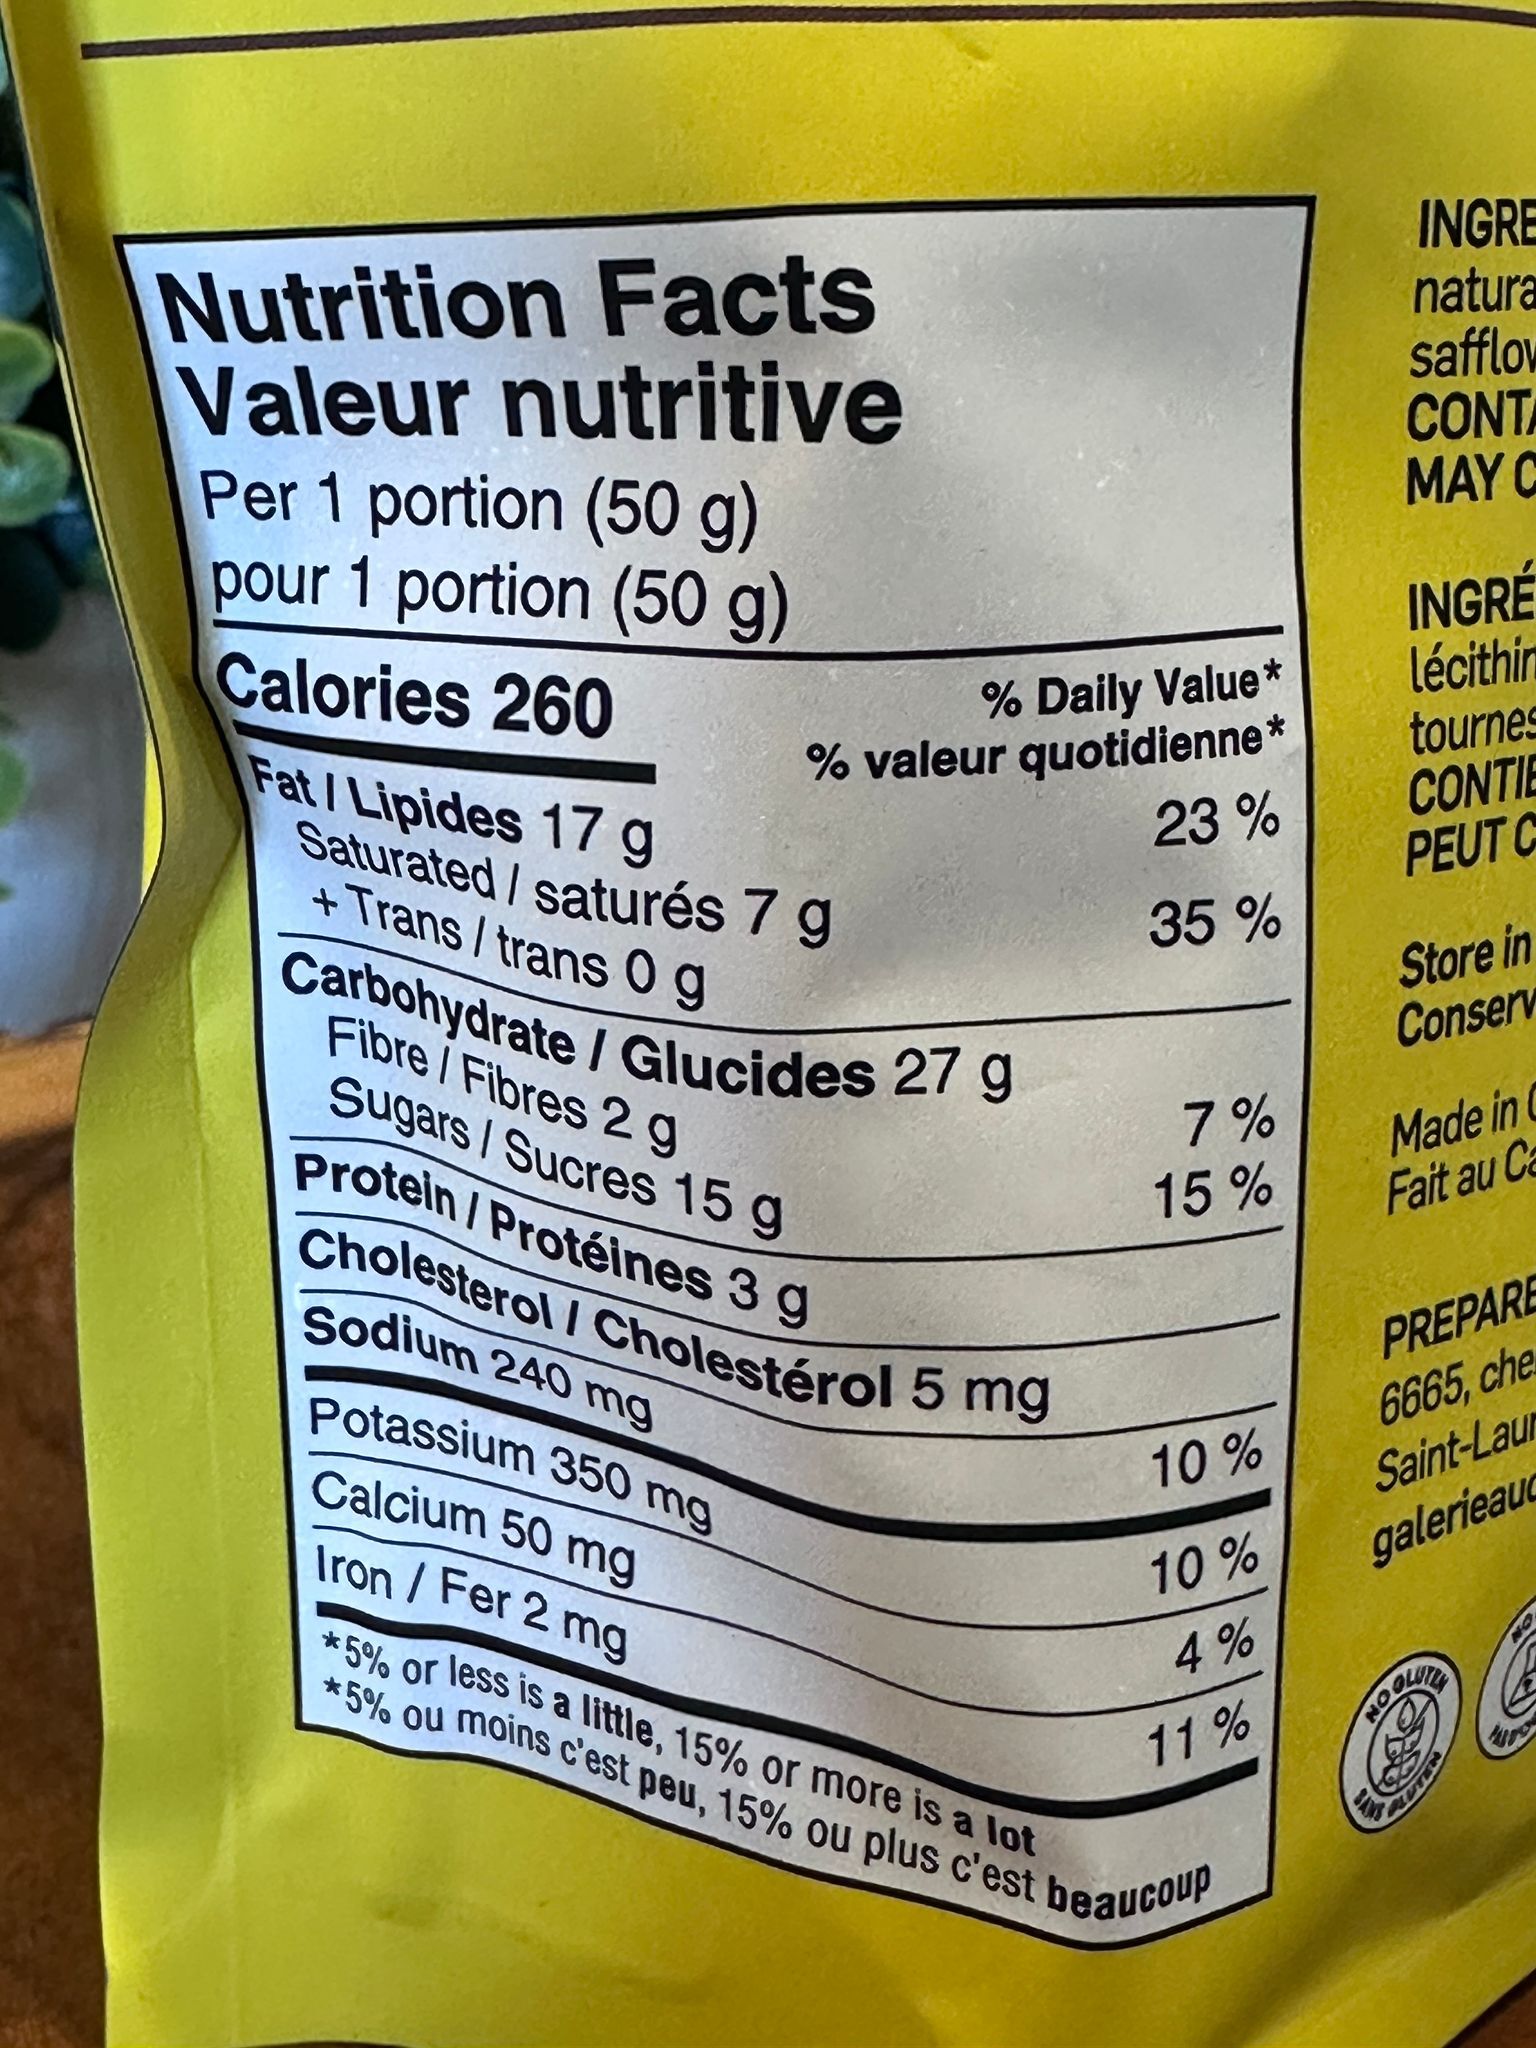 Nutrition Facts
Valeur nutritive
Per 1 portion (50 g)
pour 1 portion (50 g)
Calories 260
% Daily Value*
% valeur quotidienne*
Fat / Lipides 17 g 23 %
Saturated / saturés 7 g
+ Trans / trans 0 g 35 %
Carbohydrate / Glucides 27 g
Fibre / Fibres 2 g 7 %
Sugars / Sucres 15 g 15 %
Protein / Protéines 3 g
Cholesterol / Cholestérol 5 mg
Sodium 240 mg 10 %
Potassium 350 mg 10 %
Calcium 50 mg 4 %
Iron / Fer 2 mg 11 %
*5% or less is a little, 15% or more is a lot
*5% ou moins c'est peu, 15% ou plus c'est beaucoup
INGRE
natura
safflow
CONTA
MAY C
INGRÉ
lécithin
tournes
CONTIE
PEUT C
Store in
Conserv
Made in
Fait au Ca
PREPARE
6665, che
Saint-Laur
galerieau
NO GLUTEN
SANS GLUTEN